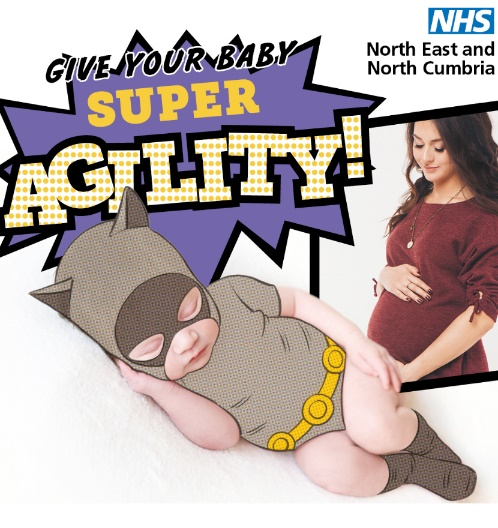 NHS
North East and
North Cumbria
GIVE YOUR BABY
SUPER
AGILITY!